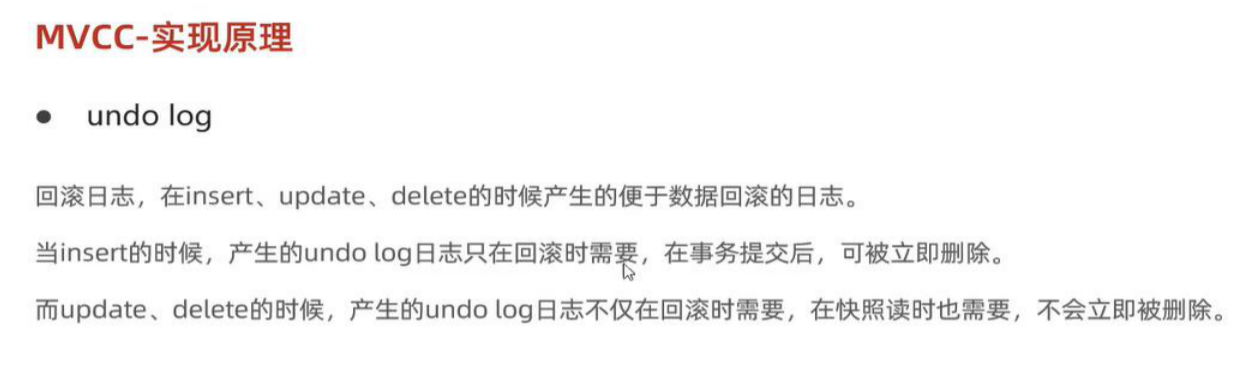 MVCC-实现原理
● undo log
回滚日志，在insert、update、delete的时候产生的便于数据回滚的日志。
当insert的时候，产生的undo log日志只在回滚时需要，在事务提交后，可被立即删除。
而update、delete的时候，产生的undo log日志不仅在回滚时需要，在快照读时也需要，不会立即被删除。